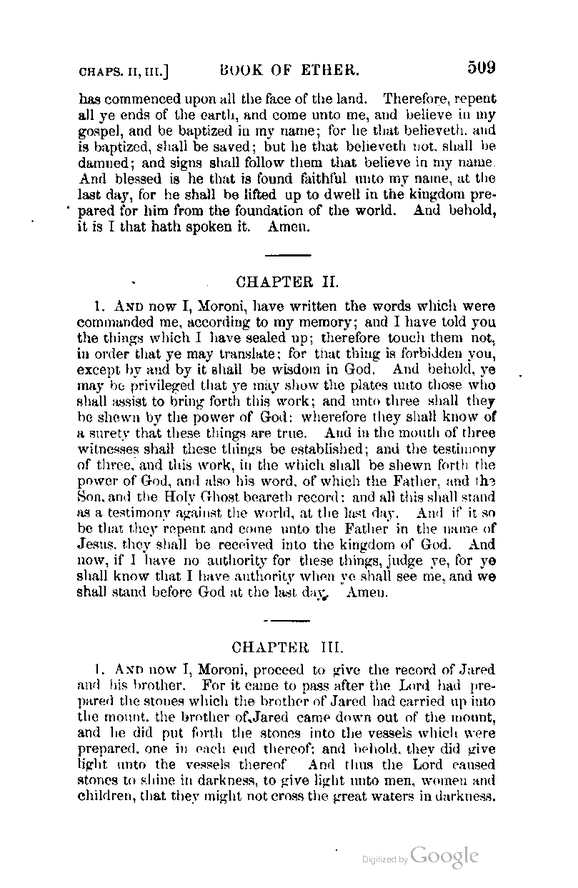 CHAPS. II, III.] BOOK OF ETHER. 509
has commenced upon all the face of the land. Therefore, repent
all ye ends of the earth, and come unto me, and believe in my
gospel, and be baptized in my name; for he that believeth. and
is baptized, shall be saved; but he that believeth not. shall be
damned; and signs shall follow them that believe in my name.
And blessed is he that is found faithful unto my name, at the
last day, for he shall be lifted up to dwell in the kingdom pre-
pared for him from the foundation of the world. And behold,
it is I that hath spoken it. Amen.
CHAPTER II.
1. AND now I, Moroni, have written the words which were
commanded me, according to my memory; and I have told you
the things which I have sealed up; therefore touch them not,
in order that ye may translate; for that thing is forbidden you,
except by and by it shall be wisdom in God. And behold, ye
may be privileged that ye may show the plates unto those who
shall assist to bring forth this work; and unto three shall they
be shewn by the power of God; wherefore they shall know of
a surety that these things are true. And in the mouth of three
witnesses shall these things be established; and the testimony
of three, and this work, in the which shall be shewn forth the
power of God, and also his word, of which the Father, and the
Son, and the Holy Ghost beareth record; and all this shall stand
as a testimony against the world, at the last day. And if it so
be that they repent and come unto the Father in the name of
Jesus, they shall be received into the kingdom of God. And
now, if I have no authority for these things, judge ye, for ye
shall know that I have authority when ye shall see me, and we
shall stand before God at the last day. Amen.
CHAPTER III.
1. AND now I, Moroni, proceed to give the record of Jared
and his brother. For it came to pass after the Lord had pre-
pared the stones which the brother of Jared had carried up into
the mount, the brother of Jared came down out of the mount,
and he did put forth the stones into the vessels which were
prepared, one in each end thereof; and behold, they did give
light unto the vessels thereof And thus the Lord caused
stones to shine in darkness, to give light unto men, women and
children, that they might not cross the great waters in darkness.
Digitized by Google